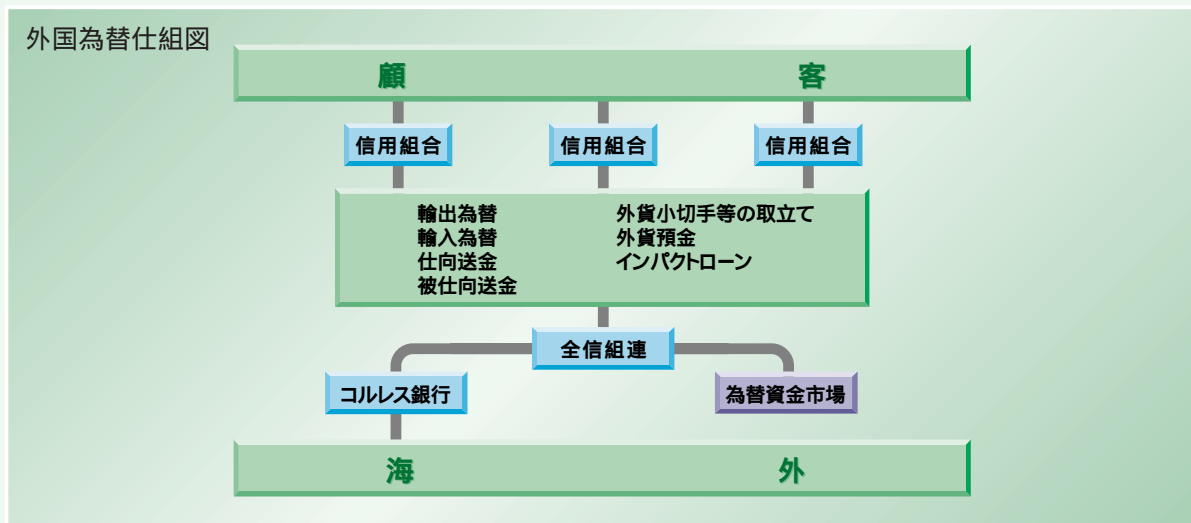 外国為替仕組図
顧 客
信用組合 信用組合 信用組合
輸出為替
輸入為替
仕向送金
被仕向送金
外貨小切手等の取立て
外貨預金
インパクトローン
全信組連
コルレス銀行 為替資金市場
海 外